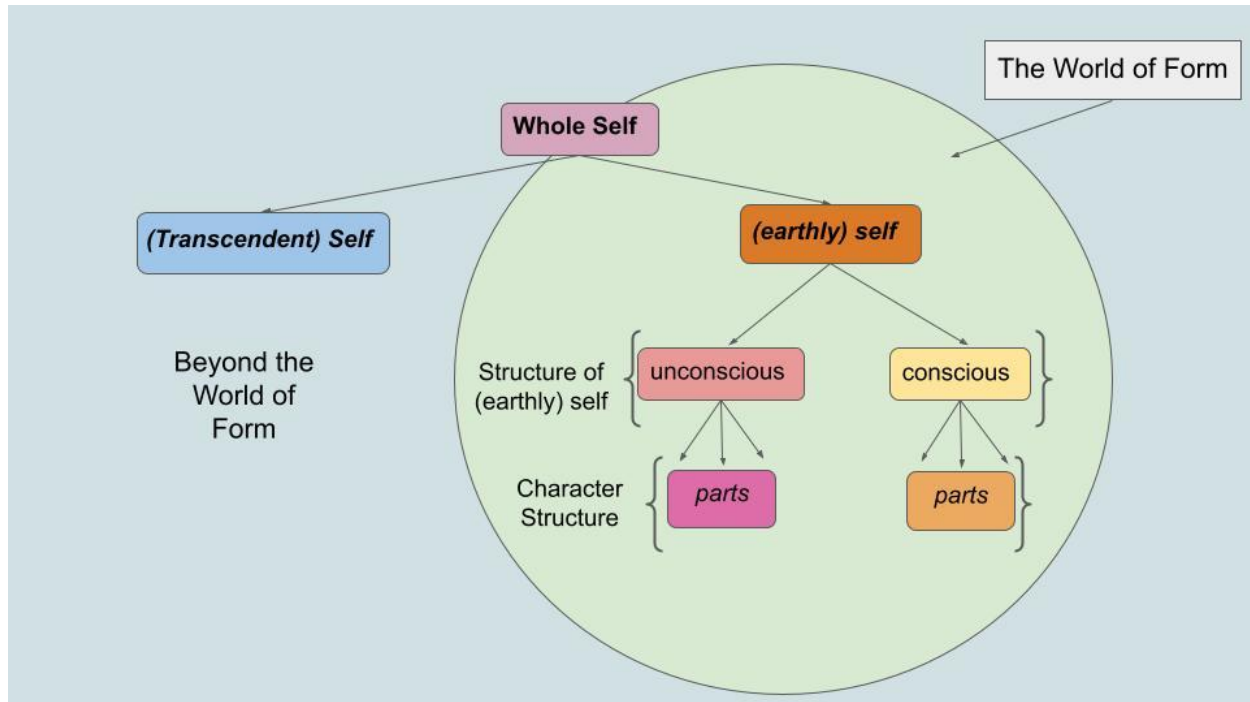 The World of Form
Whole Self
(Transcendent) Self
(earthly) self
Beyond the
World of
Form
Structure of
(earthly) self
unconscious
conscious
Character
Structure
parts
parts